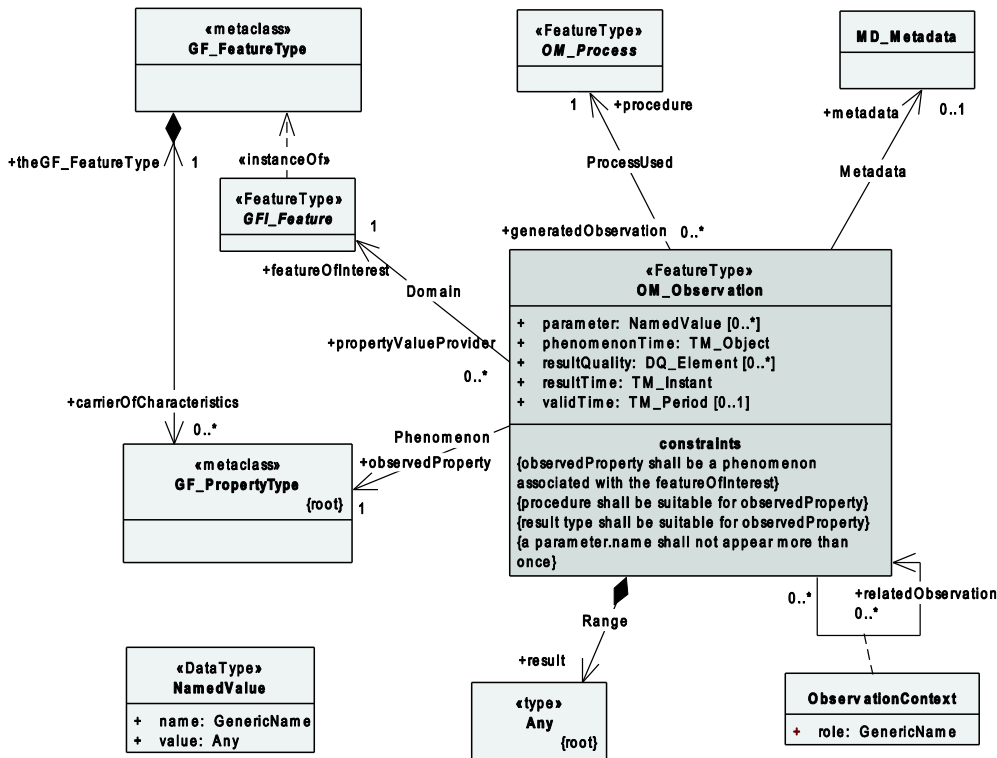 «metaclass»
GF_FeatureType
«FeatureType»
OM_Process
MD_Metadata
1
+procedure
+metadata
0..1
+theGF_FeatureType
1
«instanceOf»
ProcessUsed
Metadata
«FeatureType»
GFI_Feature
1
+generatedObservation
0..*
+featureOfInterest
Domain
+propertyValueProvider
0..*
«FeatureType»
OM_Observation
+ parameter: NamedValue [0..*]
+ phenomenonTime: TM_Object
+ resultQuality: DQ_Element [0..*]
+ resultTime: TM_Instant
+ validTime: TM_Period [0..1]
constraints
{observedProperty shall be a phenomenon
associated with the featureOfInterest}
{procedure shall be suitable for observedProperty}
{result type shall be suitable for observedProperty}
{a parameter.name shall not appear more than
once}
+carrierOfCharacteristics
0..*
Phenomenon
+observedProperty
1
«metaclass»
GF_PropertyType
{root}
0..*
+relatedObservation
0..*
Range
+result
«DataType»
NamedValue
+ name: GenericName
+ value: Any
«type»
Any
{root}
ObservationContext
+ role: GenericName